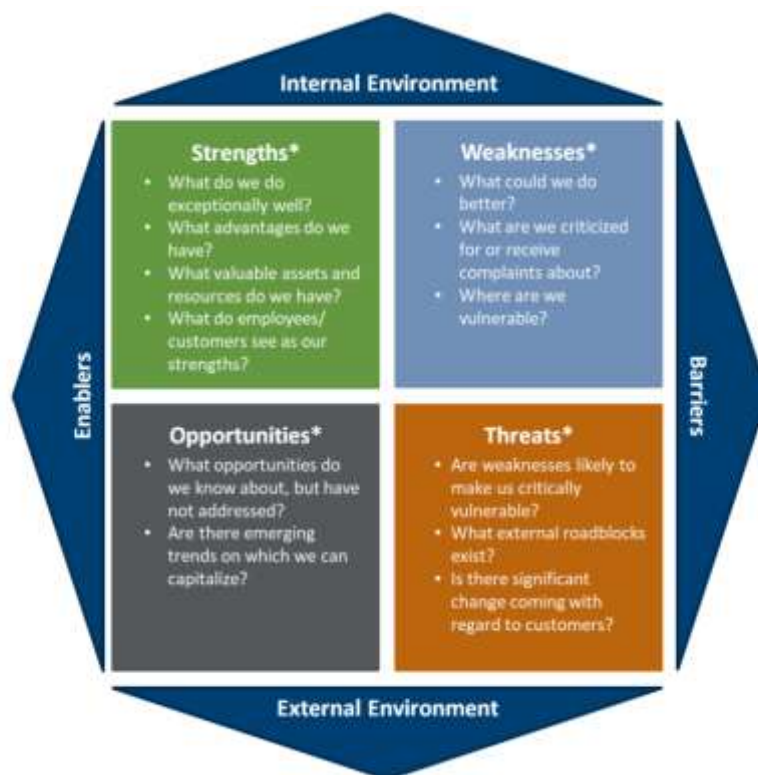 Internal Environment
Strengths*
• What do we do
exceptionally well?
• What advantages do we
have?
• What valuable assets and
resources do we have?
• What do employees/
customers see as our
strengths?
Weaknesses*
• What could we do
better?
• What are we criticized
for or receive
complaints about?
• Where are we
vulnerable?
Enablers
Barriers
Opportunities*
• What opportunities do
we know about, but have
not addressed?
• Are there emerging
trends on which we can
capitalize?
Threats*
• Are weaknesses likely to
make us critically
vulnerable?
• What external roadblocks
exist?
• Is there significant
change coming with
regard to customers?
External Environment